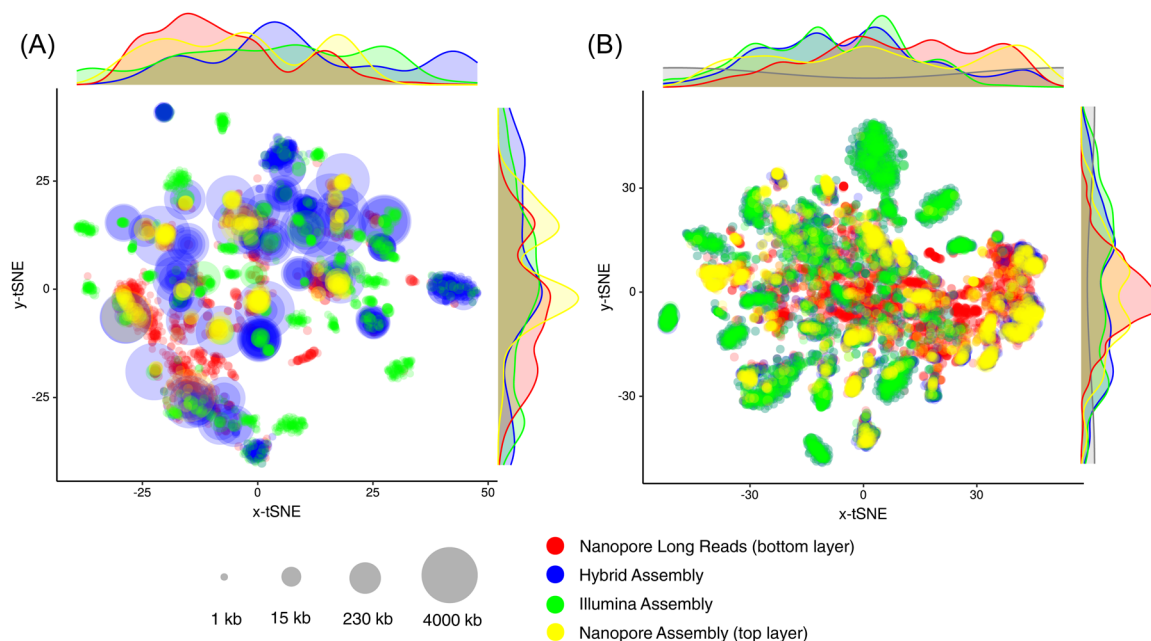 (A)
(B)
y-tSNE
25
0
-25
-25
0
25
50
x-tSNE
y-tSNE
30
0
-30
-30
0
30
x-tSNE
1 kb
15 kb
230 kb
4000 kb
Nanopore Long Reads (bottom layer)
Hybrid Assembly
Illumina Assembly
Nanopore Assembly (top layer)